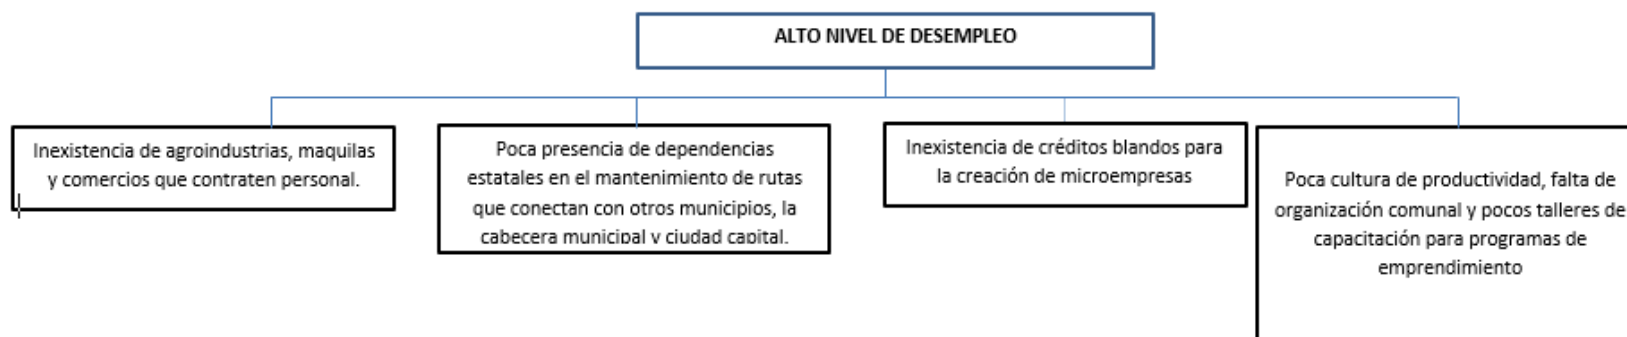 ALTO NIVEL DE DESEMPLEO
Inexistencia de agroindustrias, maquilas
y comercios que contraten personal.
Poca presencia de dependencias
estatales en el mantenimiento de rutas
que conectan con otros municipios, la
cabecera municipal y ciudad capital.
Inexistencia de créditos blandos para
la creación de microempresas
Poca cultura de productividad, falta de
organización comunal y pocos talleres de
capacitación para programas de
emprendimiento